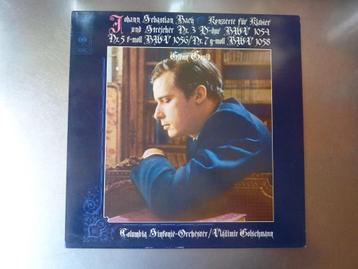 Johann Sebastian Bach Konzerte für Klavier
und Streicher Nr. 3 D-dur BWV 1054
Nr. 5 f-moll BWV 1056/Nr. 7 g-moll BWV 1058
Glenn Gould
Columbia Sinfonie-Orchester/Vladimir Golschmann